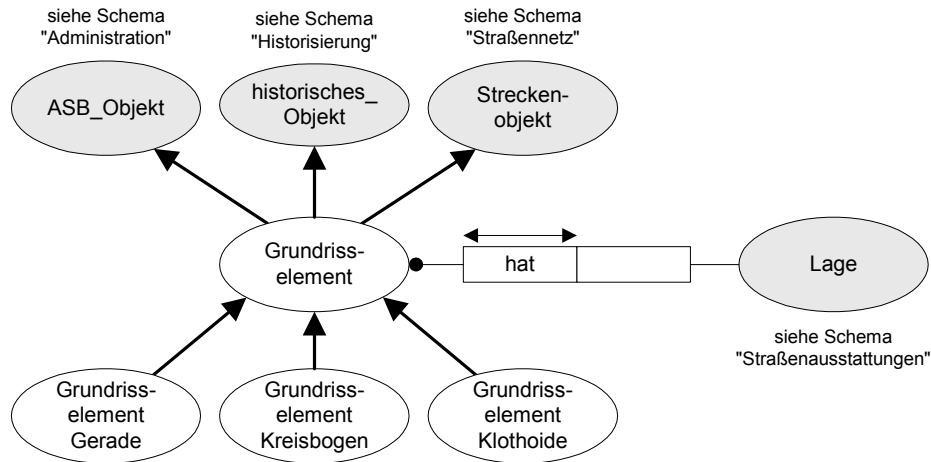 siehe Schema
"Administration"
siehe Schema
"Historisierung"
siehe Schema
"Straßennetz"
ASB_Objekt
historisches_
Objekt
Strecken-
objekt
Grundriss-
element
hat
Lage
siehe Schema
"Straßenausstattungen"
Grundriss-
element
Gerade
Grundriss-
element
Kreisbogen
Grundriss-
element
Klothoide